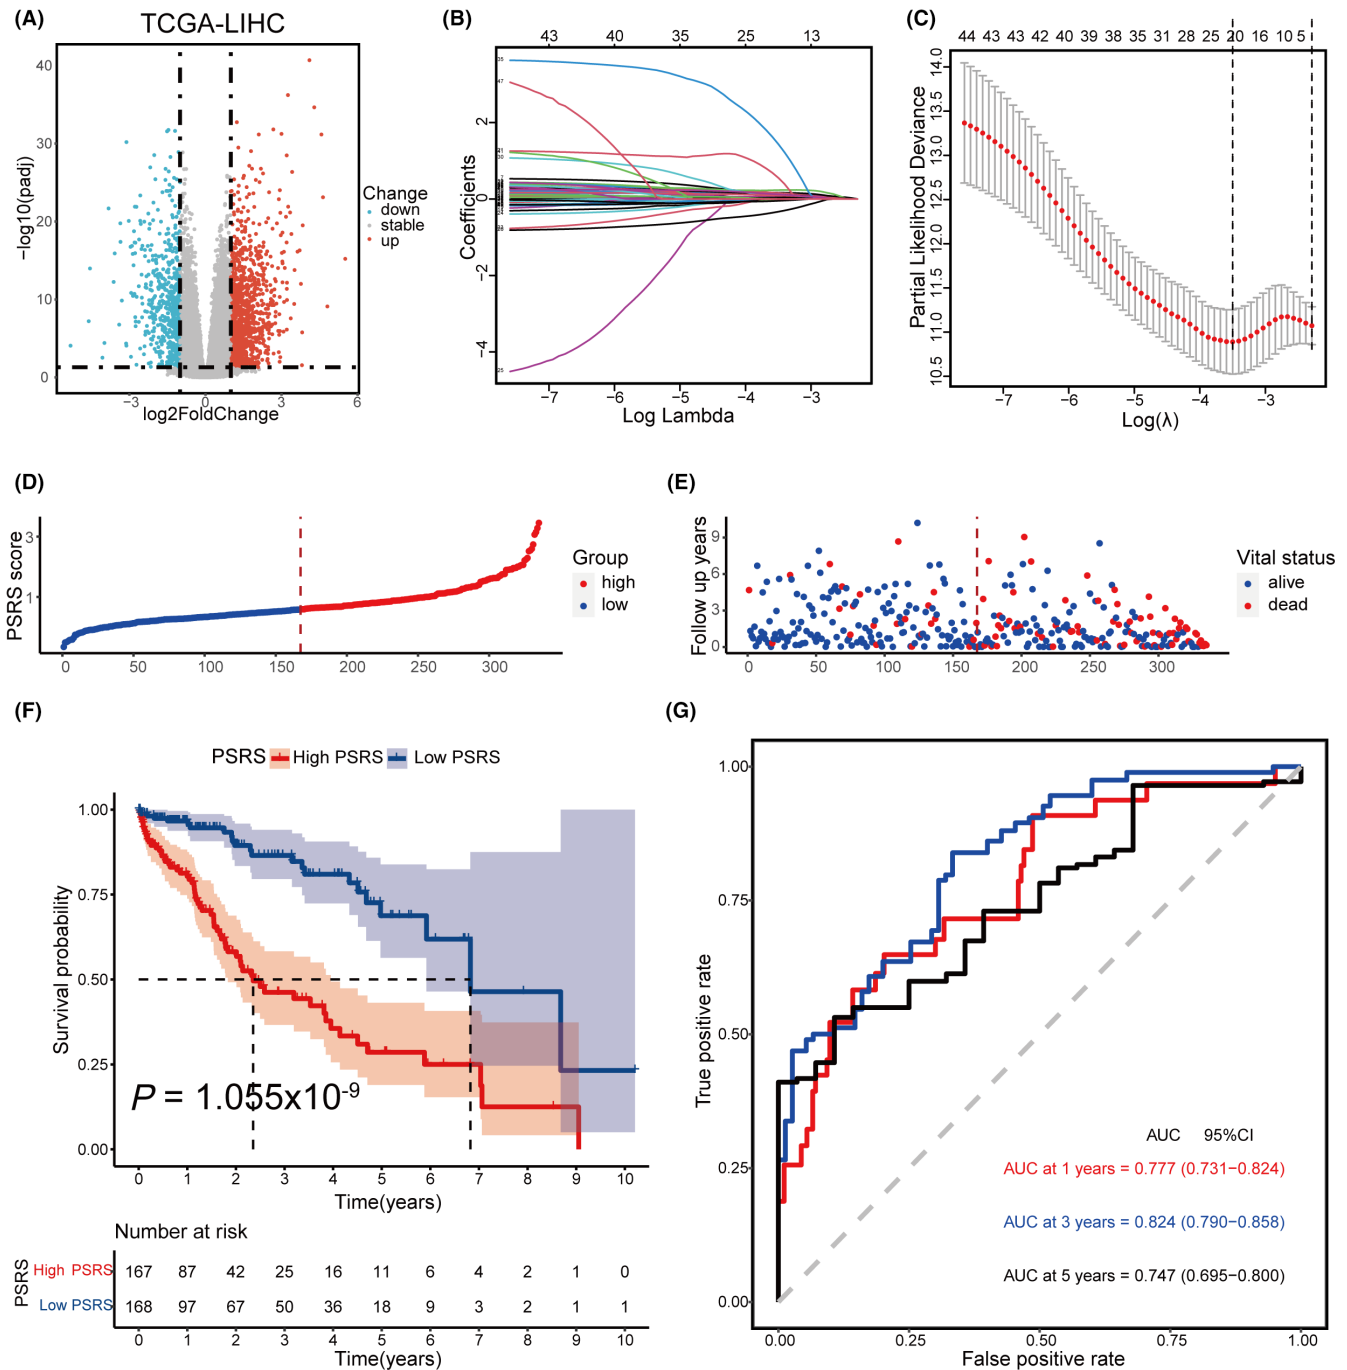 (A)
TCGA-LIHC
40
30
20
10
0
−log10(padj)
−3
0
3
6
log2FoldChange
Change
down
stable
up
(B)
43 40 35 25 13
2
0
−2
−4
Coefficients
−7 −6 −5 −4 −3
Log Lambda
(C)
44 43 43 42 40 39 38 35 31 28 25 20 16 10 5
14.0
13.5
13.0
12.5
12.0
11.5
11.0
10.5
Partial Likelihood Deviance
−7 −6 −5 −4 −3
Log(λ)
(D)
3
1
PSRS score
0 50 100 150 200 250 300
Group
high
low
(E)
9
6
3
0
Follow up years
0 50 100 150 200 250 300
Vital status
alive
dead
(F)
PSRS High PSRS Low PSRS
1.00
0.75
0.50
0.25
0.00
Survival probability
P = 1.055x10-9
0 1 2 3 4 5 6 7 8 9 10
Time(years)
Number at risk
PSRS
High PSRS 167 87 42 25 16 11 6 4 2 1 0
Low PSRS 168 97 67 50 36 18 9 3 2 1 1
0 1 2 3 4 5 6 7 8 9 10
Time(years)
(G)
1.00
0.75
0.50
0.25
0.00
True positive rate
AUC 95%CI
AUC at 1 years = 0.777 (0.731−0.824)
AUC at 3 years = 0.824 (0.790−0.858)
AUC at 5 years = 0.747 (0.695−0.800)
0.00 0.25 0.50 0.75 1.00
False positive rate